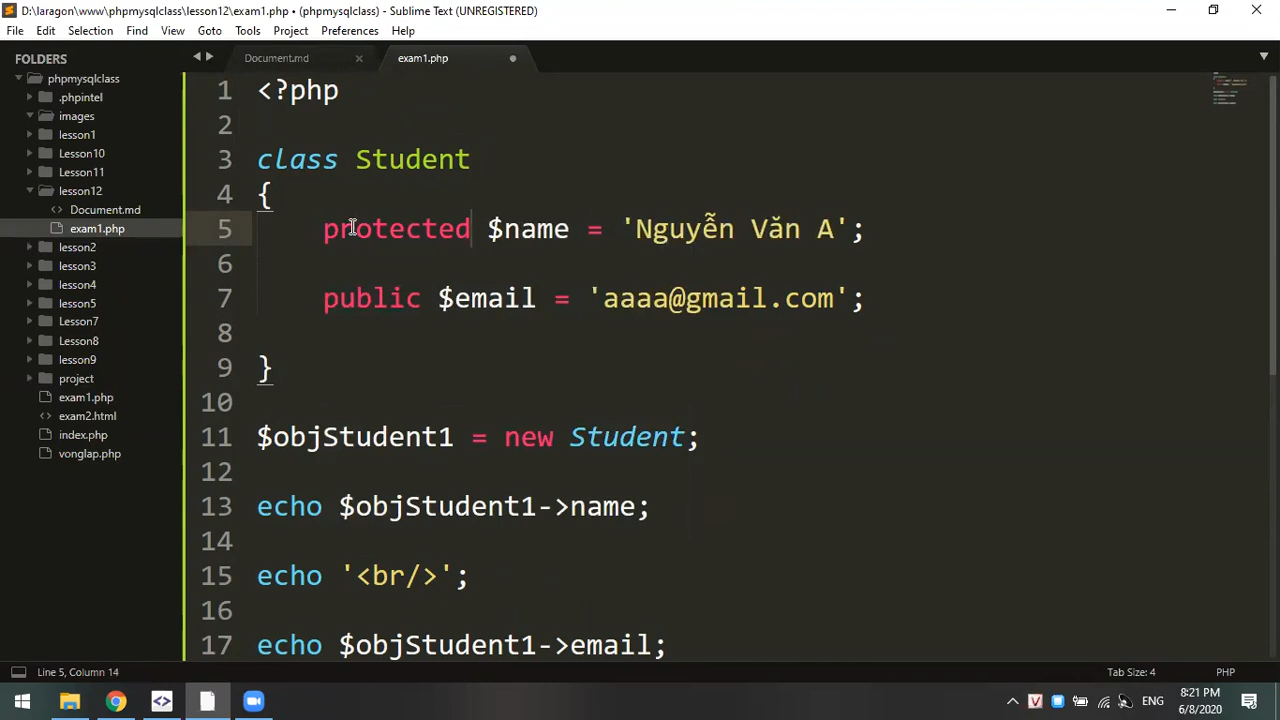 D:\laragon\www\phpmysqlclass\lesson12\exam1.php • (phpmysqlclass) - Sublime Text (UNREGISTERED)
File Edit Selection Find View Goto Tools Project Preferences Help
FOLDERS
phpmysqlclass
.phpintel
images
lesson1
Lesson10
Lesson11
lesson12
Document.md
exam1.php
lesson2
lesson3
lesson4
lesson5
Lesson7
Lesson8
lesson9
project
exam1.php
exam2.html
index.php
vonglap.php
Document.md exam1.php
1 <?php
2
3 class Student
4 {
5 protected $name = 'Nguyễn Văn A';
6
7 public $email = 'aaaa@gmail.com';
8
9 }
10
11 $objStudent1 = new Student;
12
13 echo $objStudent1->name;
14
15 echo '<br/>';
16
17 echo $objStudent1->email;
Line 5, Column 14 Tab Size: 4 PHP
ENG 8:21 PM
6/8/2020